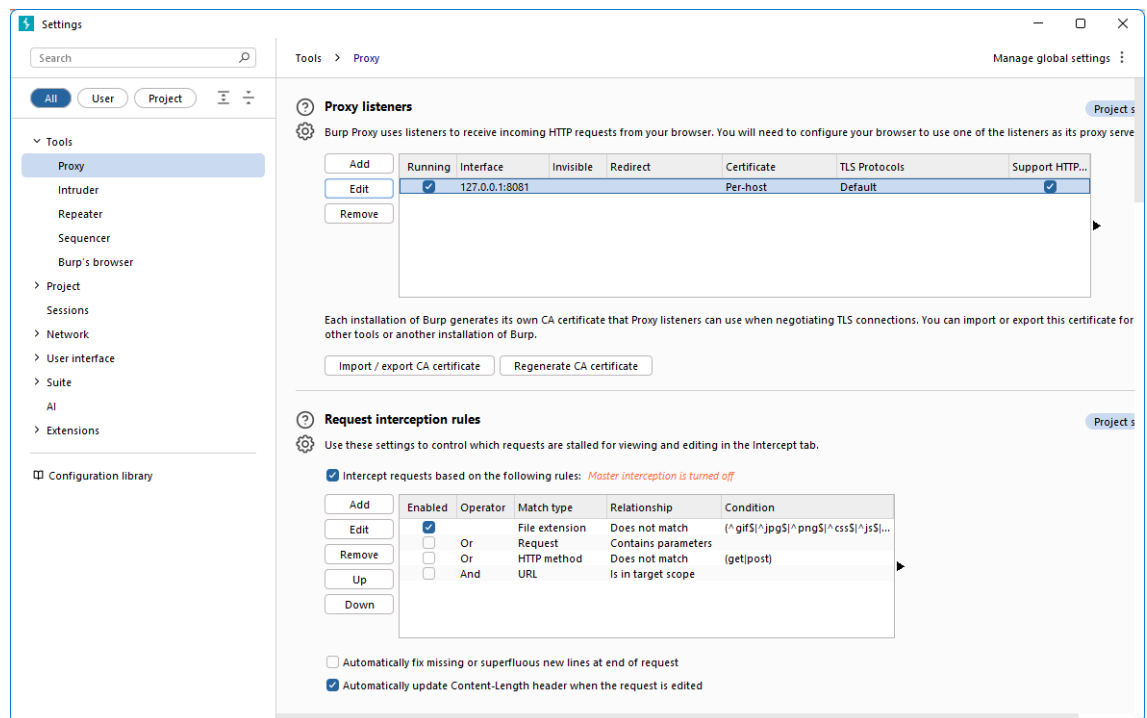 Settings
Search
Tools > Proxy
Manage global settings
All
User
Project
Tools
Proxy
Intruder
Repeater
Sequencer
Burp's browser
Project
Sessions
Network
User interface
Suite
AI
Extensions
Configuration library
Proxy listeners
Project s
Burp Proxy uses listeners to receive incoming HTTP requests from your browser. You will need to configure your browser to use one of the listeners as its proxy serve
Add
Edit
Remove
Running Interface Invisible Redirect Certificate TLS Protocols Support HTTP...
127.0.0.1:8081 Per-host Default
Each installation of Burp generates its own CA certificate that Proxy listeners can use when negotiating TLS connections. You can import or export this certificate for
other tools or another installation of Burp.
Import / export CA certificate
Regenerate CA certificate
Request interception rules
Project s
Use these settings to control which requests are stalled for viewing and editing in the Intercept tab.
Intercept requests based on the following rules: Master interception is turned off
Add
Edit
Remove
Up
Down
Enabled Operator Match type Relationship Condition
File extension Does not match (^gif$|^jpg$|^png$|^css$|^js$|...
Or Request Contains parameters
Or HTTP method Does not match (get|post)
And URL Is in target scope
Automatically fix missing or superfluous new lines at end of request
Automatically update Content-Length header when the request is edited